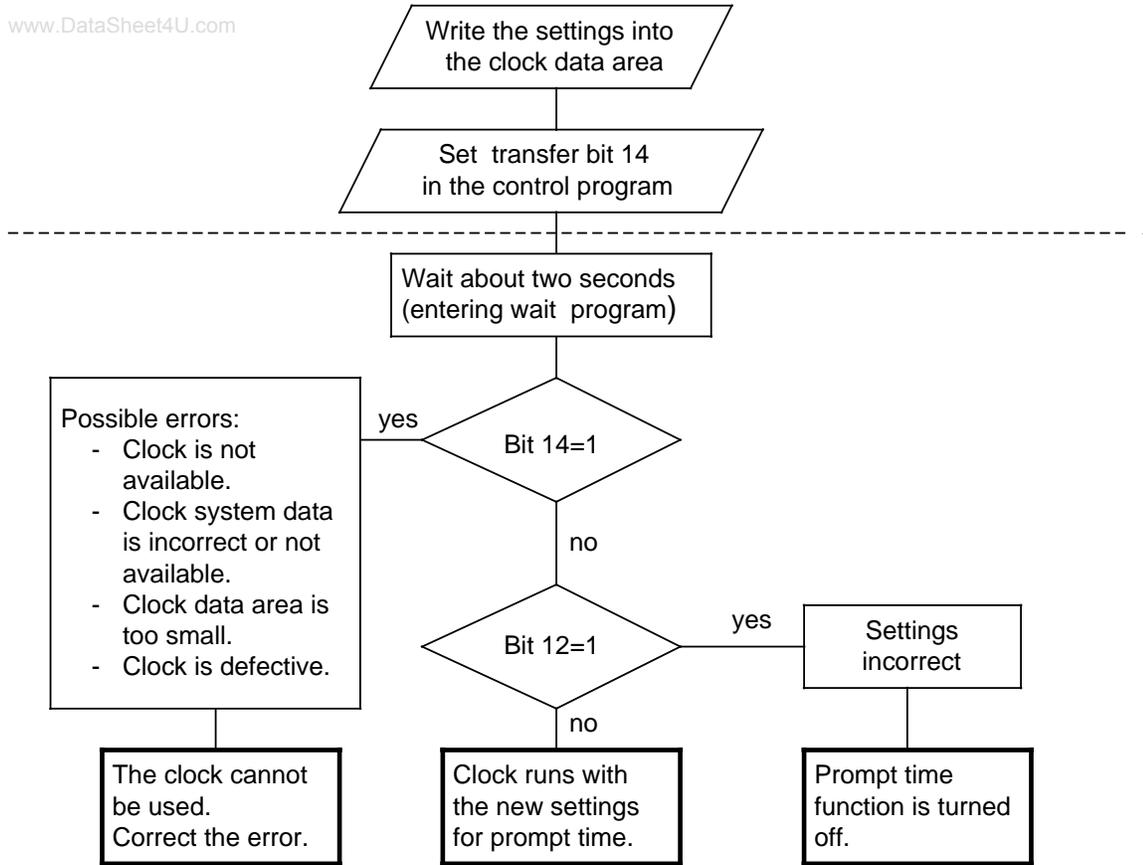 www.DataSheet4U.com
Write the settings into
the clock data area
Set transfer bit 14
in the control program
Wait about two seconds
(entering wait program)
Possible errors:
- Clock is not
available.
- Clock system data
is incorrect or not
available.
- Clock data area is
too small.
- Clock is defective.
yes
Bit 14=1
no
Bit 12=1
yes
Settings
incorrect
no
The clock cannot
be used.
Correct the error.
Clock runs with
the new settings
for prompt time.
Prompt time
function is turned
off.